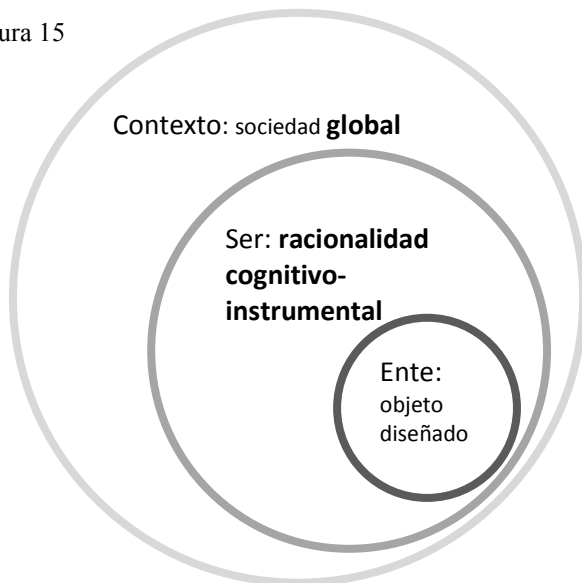 ura 15
Contexto: sociedad global
Ser: racionalidad
cognitivo-
instrumental
Ente:
objeto
diseñado